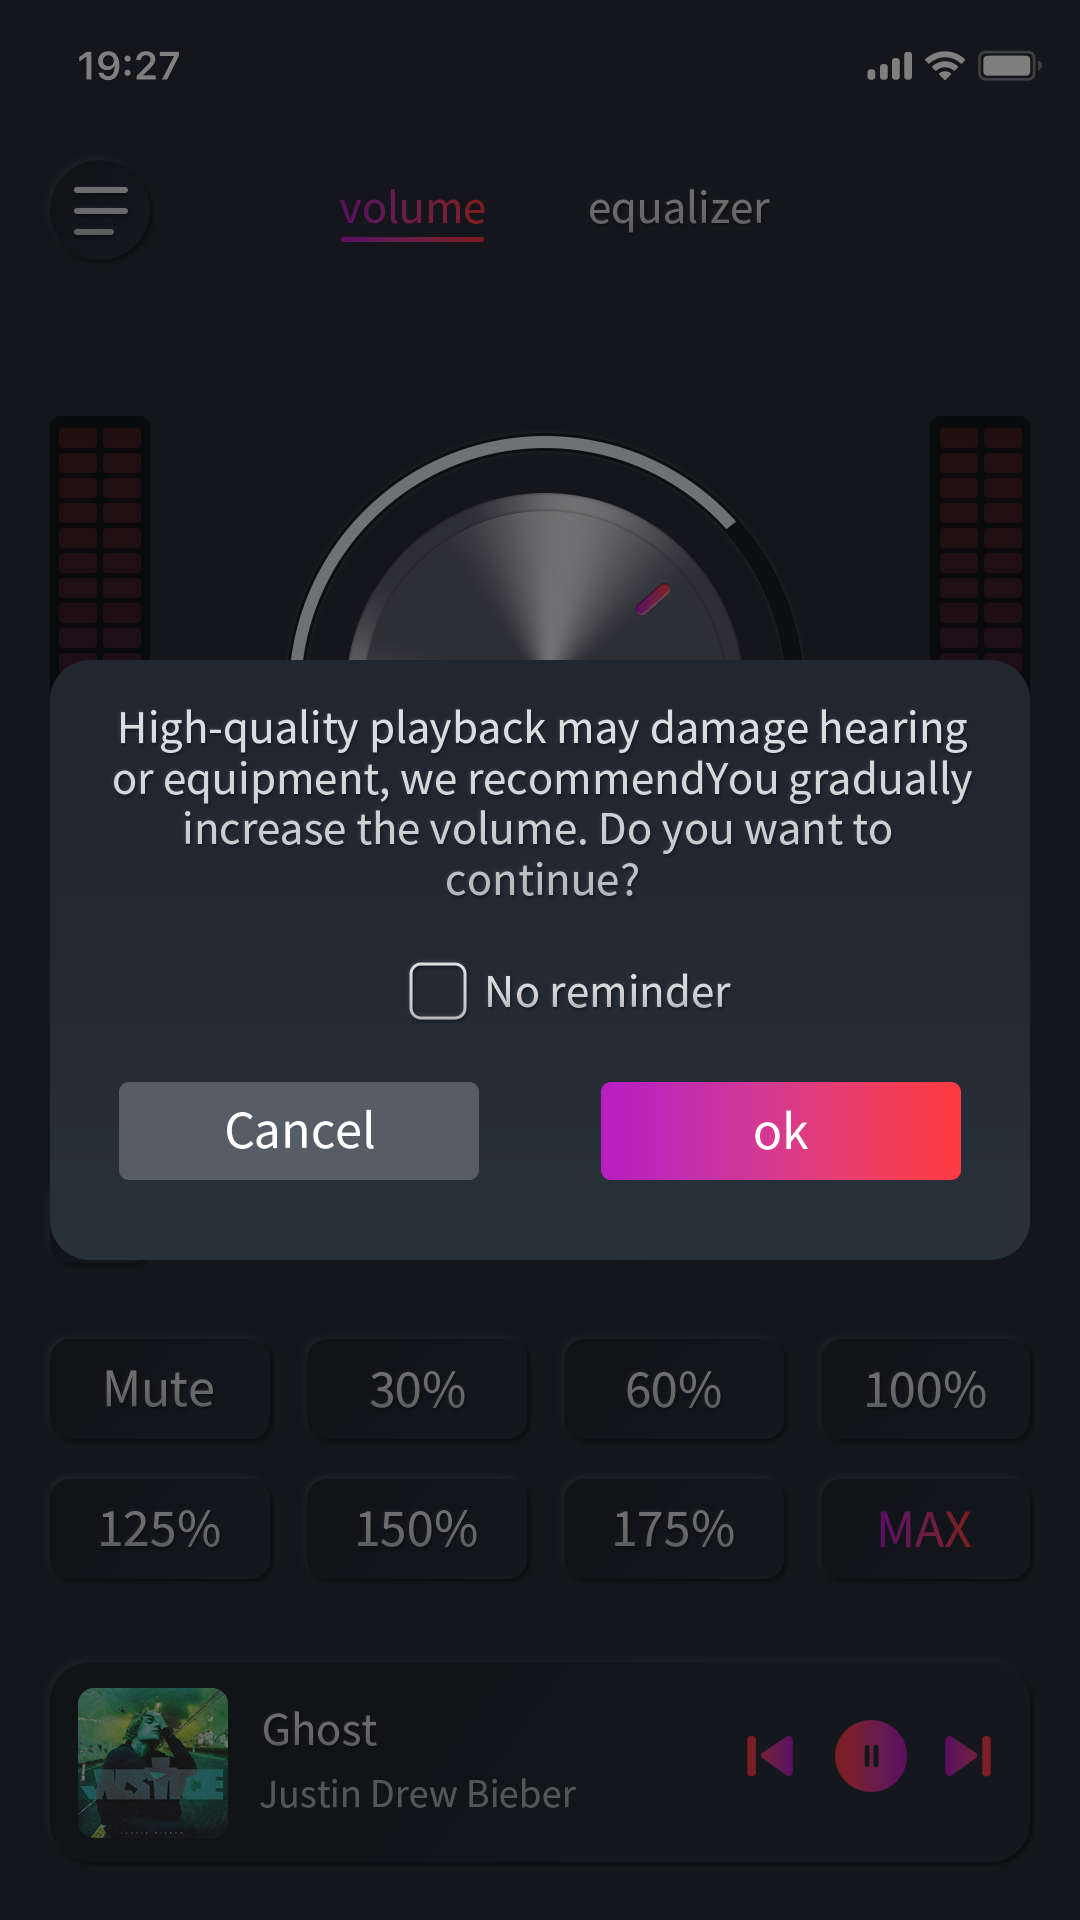 19:27
volume equalizer
High-quality playback may damage hearing
or equipment, we recommendYou gradually
increase the volume. Do you want to
continue?
No reminder
Cancel ok
Mute 30% 60% 100%
125% 150% 175% MAX
JUSTICE
Ghost
Justin Drew Bieber